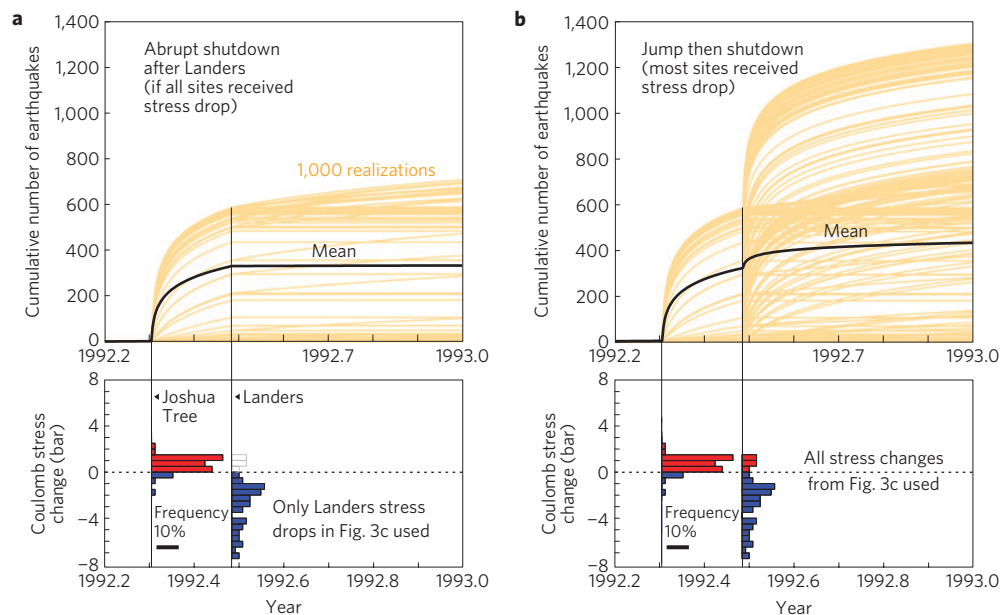 a
Cumulative number of earthquakes
1,400
1,200
1,000
800
600
400
200
0
Abrupt shutdown
after Landers
(if all sites received
stress drop)
1,000 realizations
Mean
1992.2
1992.7
1993.0
Coulomb stress
change (bar)
8
4
0
−4
−8
Joshua
Tree
Landers
Frequency
10%
Only Landers stress
drops in Fig. 3c used
1992.2
1992.4
1992.6
1993.0
Year
b
Cumulative number of earthquakes
1,400
1,200
1,000
800
600
400
200
0
Jump then shutdown
(most sites received
stress drop)
Mean
1992.2
1992.7
1993.0
Coulomb stress
change (bar)
8
4
0
−4
−8
Frequency
10%
All stress changes
from Fig. 3c used
1992.2
1992.4
1992.6
1993.0
Year